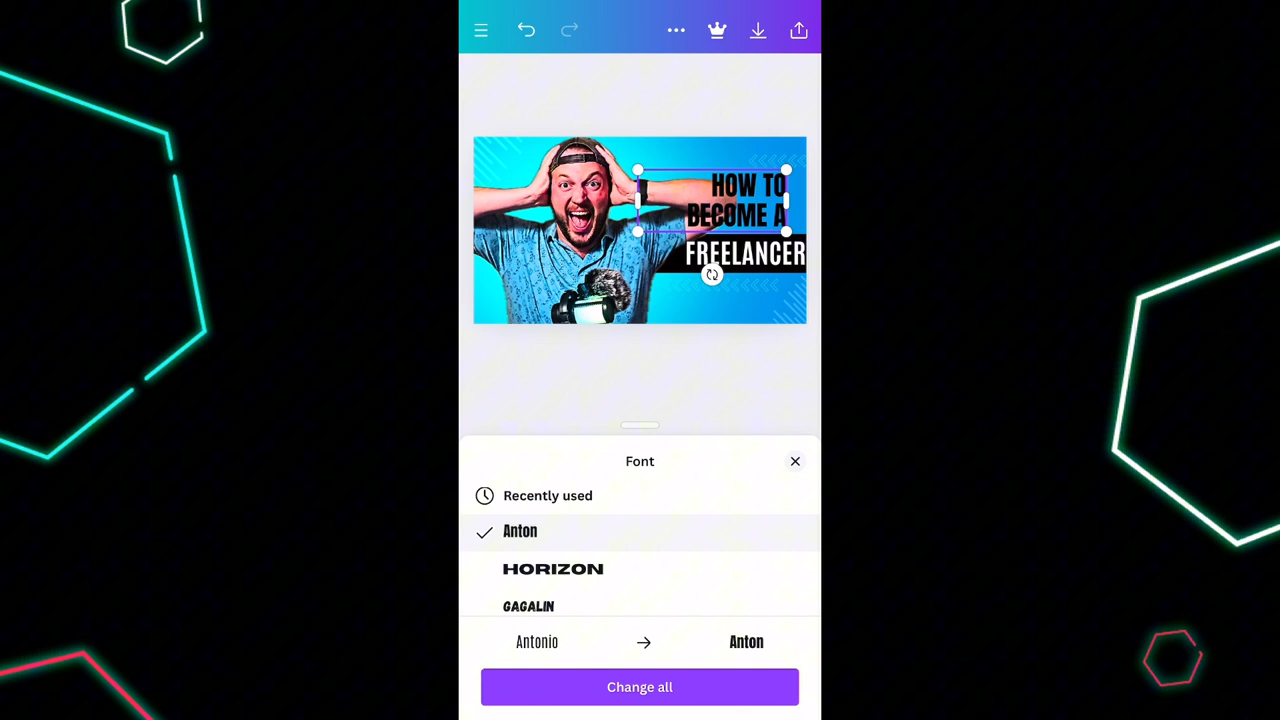 HOW TO
BECOME A
FREELANCER
Font
Recently used
Anton
HORIZON
GAGALIN
Antonio → Anton
Change all